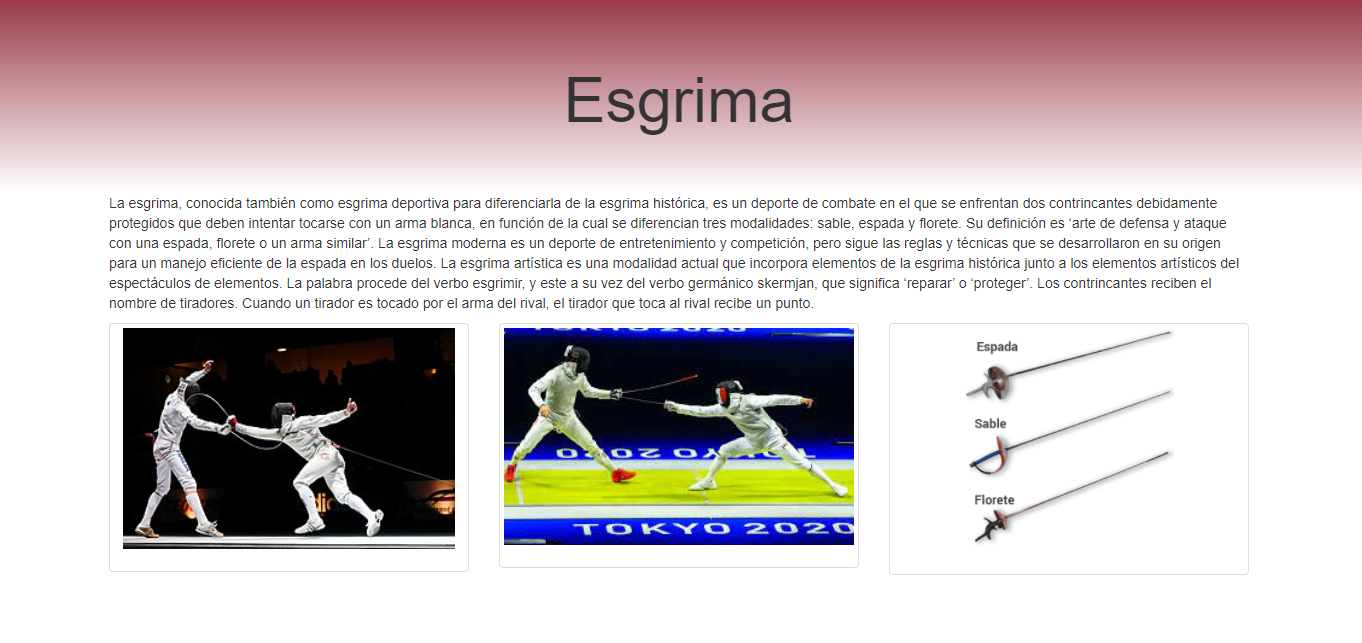 Esgrima
La esgrima, conocida también como esgrima deportiva para diferenciarla de la esgrima histórica, es un deporte de combate en el que se enfrentan dos contrincantes debidamente
protegidos que deben intentar tocarse con un arma blanca, en función de la cual se diferencian tres modalidades: sable, espada y florete. Su definición es ‘arte de defensa y ataque
con una espada, florete o un arma similar’. La esgrima moderna es un deporte de entretenimiento y competición, pero sigue las reglas y técnicas que se desarrollaron en su origen
para un manejo eficiente de la espada en los duelos. La esgrima artística es una modalidad actual que incorpora elementos de la esgrima histórica junto a los elementos artísticos del
espectáculos de elementos. La palabra procede del verbo esgrimir, y este a su vez del verbo germánico skermjan, que significa ‘reparar’ o ‘proteger’. Los contrincantes reciben el
nombre de tiradores. Cuando un tirador es tocado por el arma del rival, el tirador que toca al rival recibe un punto.
TOKYO 2020
TOKYO 2020
Espada
Sable
Florete